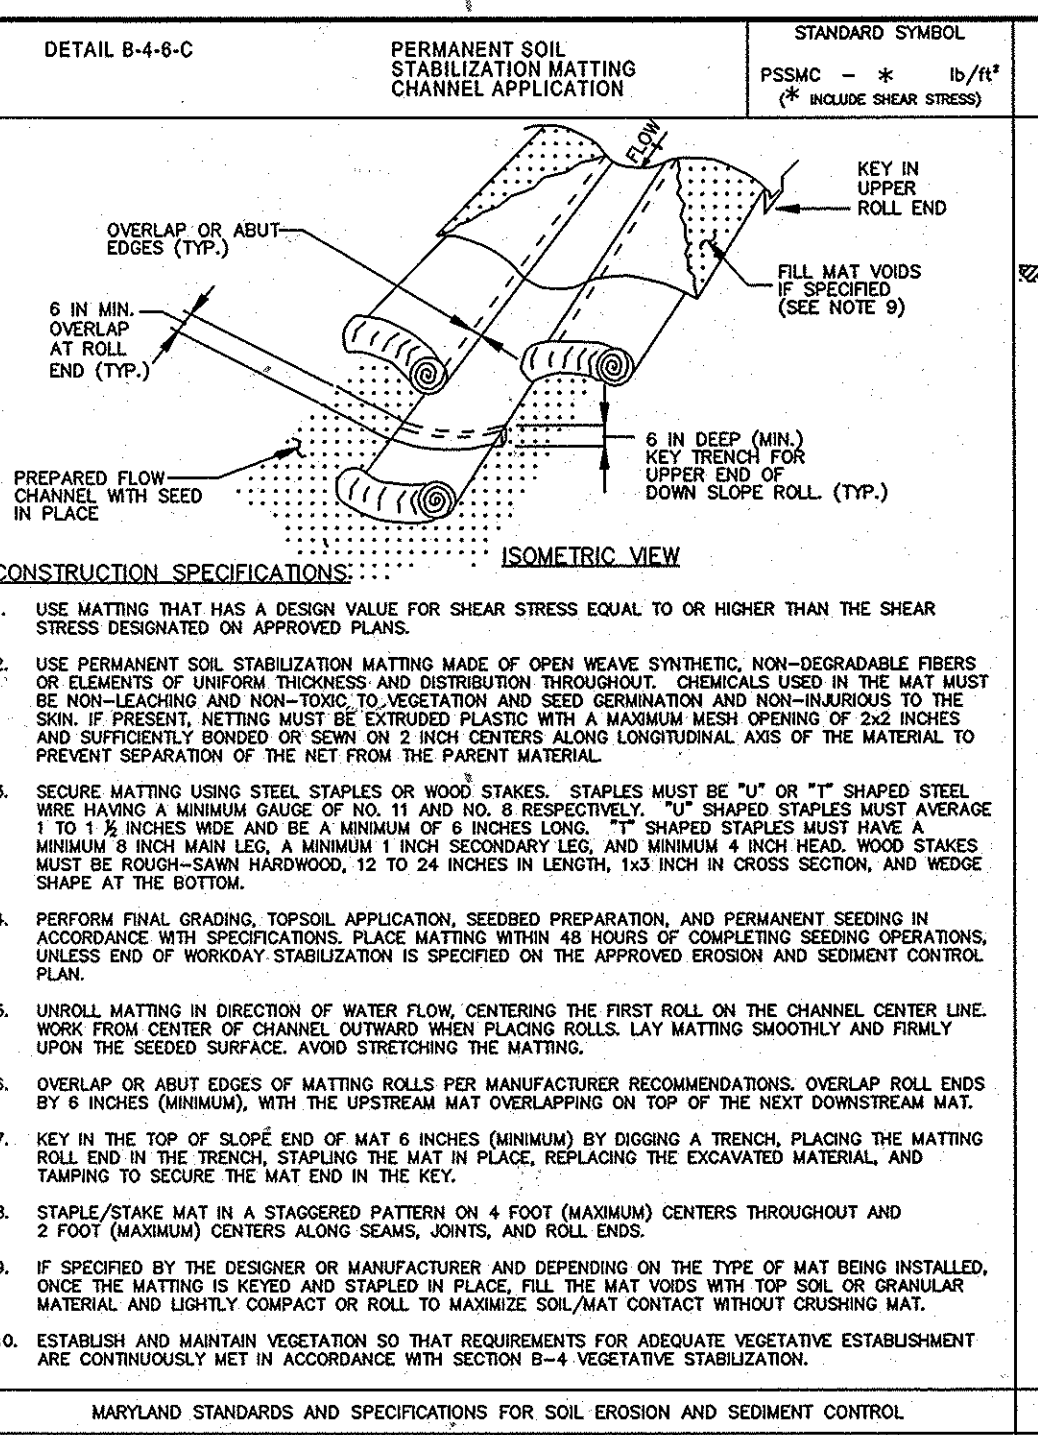 DETAIL B-4-6-C
PERMANENT SOIL
STABILIZATION MATTING
CHANNEL APPLICATION
STANDARD SYMBOL
PSSMC - * lb/ft²
(* INCLUDE SHEAR STRESS)
FLOW
KEY IN
UPPER
ROLL END
OVERLAP OR ABUT
EDGES (TYP.)
FILL MAT VOIDS
IF SPECIFIED
(SEE NOTE 9)
6 IN MIN.
OVERLAP
AT ROLL
END (TYP.)
6 IN DEEP (MIN.)
KEY TRENCH FOR
UPPER END OF
DOWN SLOPE ROLL. (TYP.)
PREPARED FLOW
CHANNEL WITH SEED
IN PLACE
ISOMETRIC VIEW
CONSTRUCTION SPECIFICATIONS:
. USE MATTING THAT HAS A DESIGN VALUE FOR SHEAR STRESS EQUAL TO OR HIGHER THAN THE SHEAR
STRESS DESIGNATED ON APPROVED PLANS.
2. USE PERMANENT SOIL STABILIZATION MATTING MADE OF OPEN WEAVE SYNTHETIC, NON-DEGRADABLE FIBERS
OR ELEMENTS OF UNIFORM THICKNESS AND DISTRIBUTION THROUGHOUT. CHEMICALS USED IN THE MAT MUST
BE NON-LEACHING AND NON-TOXIC TO VEGETATION AND SEED GERMINATION AND NON-INJURIOUS TO THE
SKIN. IF PRESENT, NETTING MUST BE EXTRUDED PLASTIC WITH A MAXIMUM MESH OPENING OF 2x2 INCHES
AND SUFFICIENTLY BONDED OR SEWN ON 2 INCH CENTERS ALONG LONGITUDINAL AXIS OF THE MATERIAL TO
PREVENT SEPARATION OF THE NET FROM THE PARENT MATERIAL.
3. SECURE MATTING USING STEEL STAPLES OR WOOD STAKES. STAPLES MUST BE "U" OR "T" SHAPED STEEL
WIRE HAVING A MINIMUM GAUGE OF NO. 11 AND NO. 8 RESPECTIVELY. "U" SHAPED STAPLES MUST AVERAGE
1 TO 1 ½ INCHES WIDE AND BE A MINIMUM OF 6 INCHES LONG. "T" SHAPED STAPLES MUST HAVE A
MINIMUM 8 INCH MAIN LEG, A MINIMUM 1 INCH SECONDARY LEG, AND MINIMUM 4 INCH HEAD. WOOD STAKES
MUST BE ROUGH-SAWN HARDWOOD, 12 TO 24 INCHES IN LENGTH, 1x3 INCH IN CROSS SECTION, AND WEDGE
SHAPE AT THE BOTTOM.
4. PERFORM FINAL GRADING, TOPSOIL APPLICATION, SEEDBED PREPARATION, AND PERMANENT SEEDING IN
ACCORDANCE WITH SPECIFICATIONS. PLACE MATTING WITHIN 48 HOURS OF COMPLETING SEEDING OPERATIONS,
UNLESS END OF WORKDAY STABILIZATION IS SPECIFIED ON THE APPROVED EROSION AND SEDIMENT CONTROL
PLAN.
5. UNROLL MATTING IN DIRECTION OF WATER FLOW, CENTERING THE FIRST ROLL ON THE CHANNEL CENTER LINE.
WORK FROM CENTER OF CHANNEL OUTWARD WHEN PLACING ROLLS. LAY MATTING SMOOTHLY AND FIRMLY
UPON THE SEEDED SURFACE. AVOID STRETCHING THE MATTING.
6. OVERLAP OR ABUT EDGES OF MATTING ROLLS PER MANUFACTURER RECOMMENDATIONS. OVERLAP ROLL ENDS
BY 6 INCHES (MINIMUM), WITH THE UPSTREAM MAT OVERLAPPING ON TOP OF THE NEXT DOWNSTREAM MAT.
7. KEY IN THE TOP OF SLOPE END OF MAT 6 INCHES (MINIMUM) BY DIGGING A TRENCH, PLACING THE MATTING
ROLL END IN THE TRENCH, STAPLING THE MAT IN PLACE, REPLACING THE EXCAVATED MATERIAL, AND
TAMPING TO SECURE THE MAT END IN THE KEY.
8. STAPLE/STAKE MAT IN A STAGGERED PATTERN ON 4 FOOT (MAXIMUM) CENTERS THROUGHOUT AND
2 FOOT (MAXIMUM) CENTERS ALONG SEAMS, JOINTS, AND ROLL ENDS.
9. IF SPECIFIED BY THE DESIGNER OR MANUFACTURER AND DEPENDING ON THE TYPE OF MAT BEING INSTALLED,
ONCE THE MATTING IS KEYED AND STAPLED IN PLACE, FILL THE MAT VOIDS WITH TOP SOIL OR GRANULAR
MATERIAL AND LIGHTLY COMPACT OR ROLL TO MAXIMIZE SOIL/MAT CONTACT WITHOUT CRUSHING MAT.
10. ESTABLISH AND MAINTAIN VEGETATION SO THAT REQUIREMENTS FOR ADEQUATE VEGETATIVE ESTABLISHMENT
ARE CONTINUOUSLY MET IN ACCORDANCE WITH SECTION B-4 VEGETATIVE STABILIZATION.
MARYLAND STANDARDS AND SPECIFICATIONS FOR SOIL EROSION AND SEDIMENT CONTROL